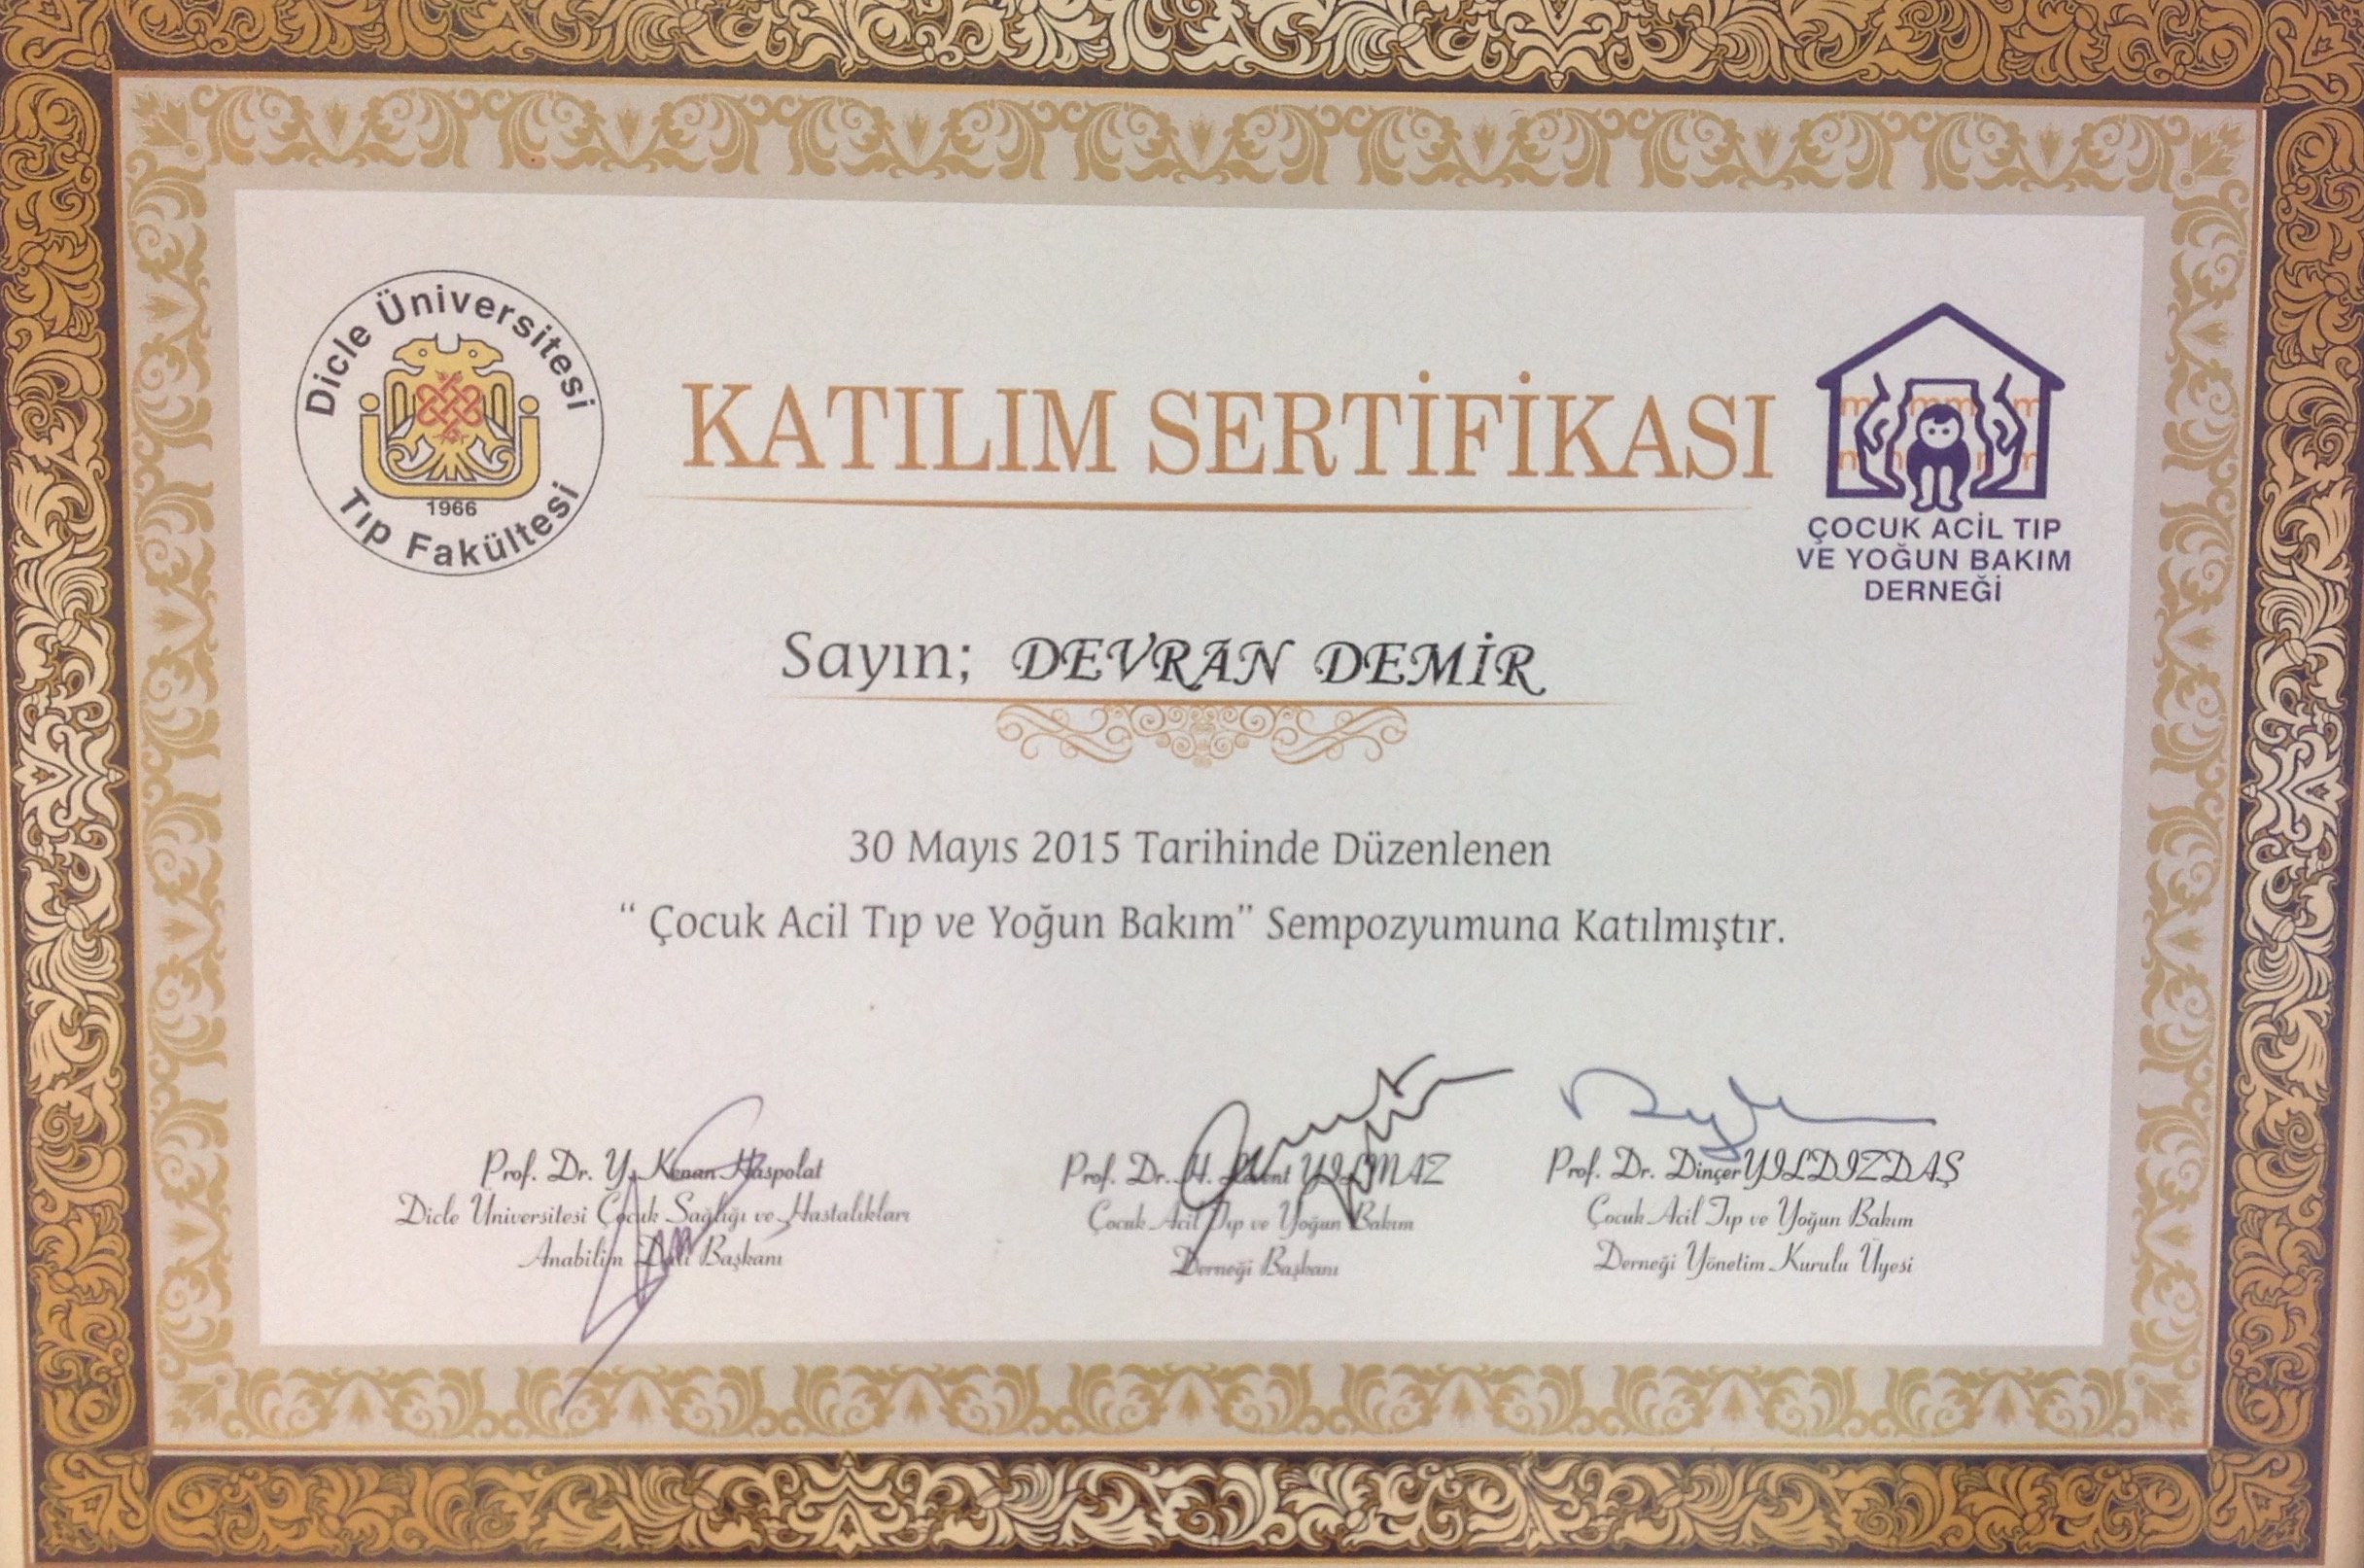 Dicle Üniversitesi
Tıp Fakültesi
1966
KATILIM SERTİFİKASI
ÇOCUK ACİL TIP
VE YOĞUN BAKIM
DERNEĞİ
Sayın; DEVRAN DEMİR
30 Mayıs 2015 Tarihinde Düzenlenen
“ Çocuk Acil Tıp ve Yoğun Bakım” Sempozyumuna Katılmıştır.
Prof. Dr. Y. Kenan Haspolat
Dicle Üniversitesi Çocuk Sağlığı ve Hastalıkları
Anabilim Dalı Başkanı
Prof. Dr. H. Levent YILMAZ
Çocuk Acil Tıp ve Yoğun Bakım
Derneği Başkanı
Prof. Dr. Dinçer YILDIZDAŞ
Çocuk Acil Tıp ve Yoğun Bakım
Derneği Yönetim Kurulu Üyesi